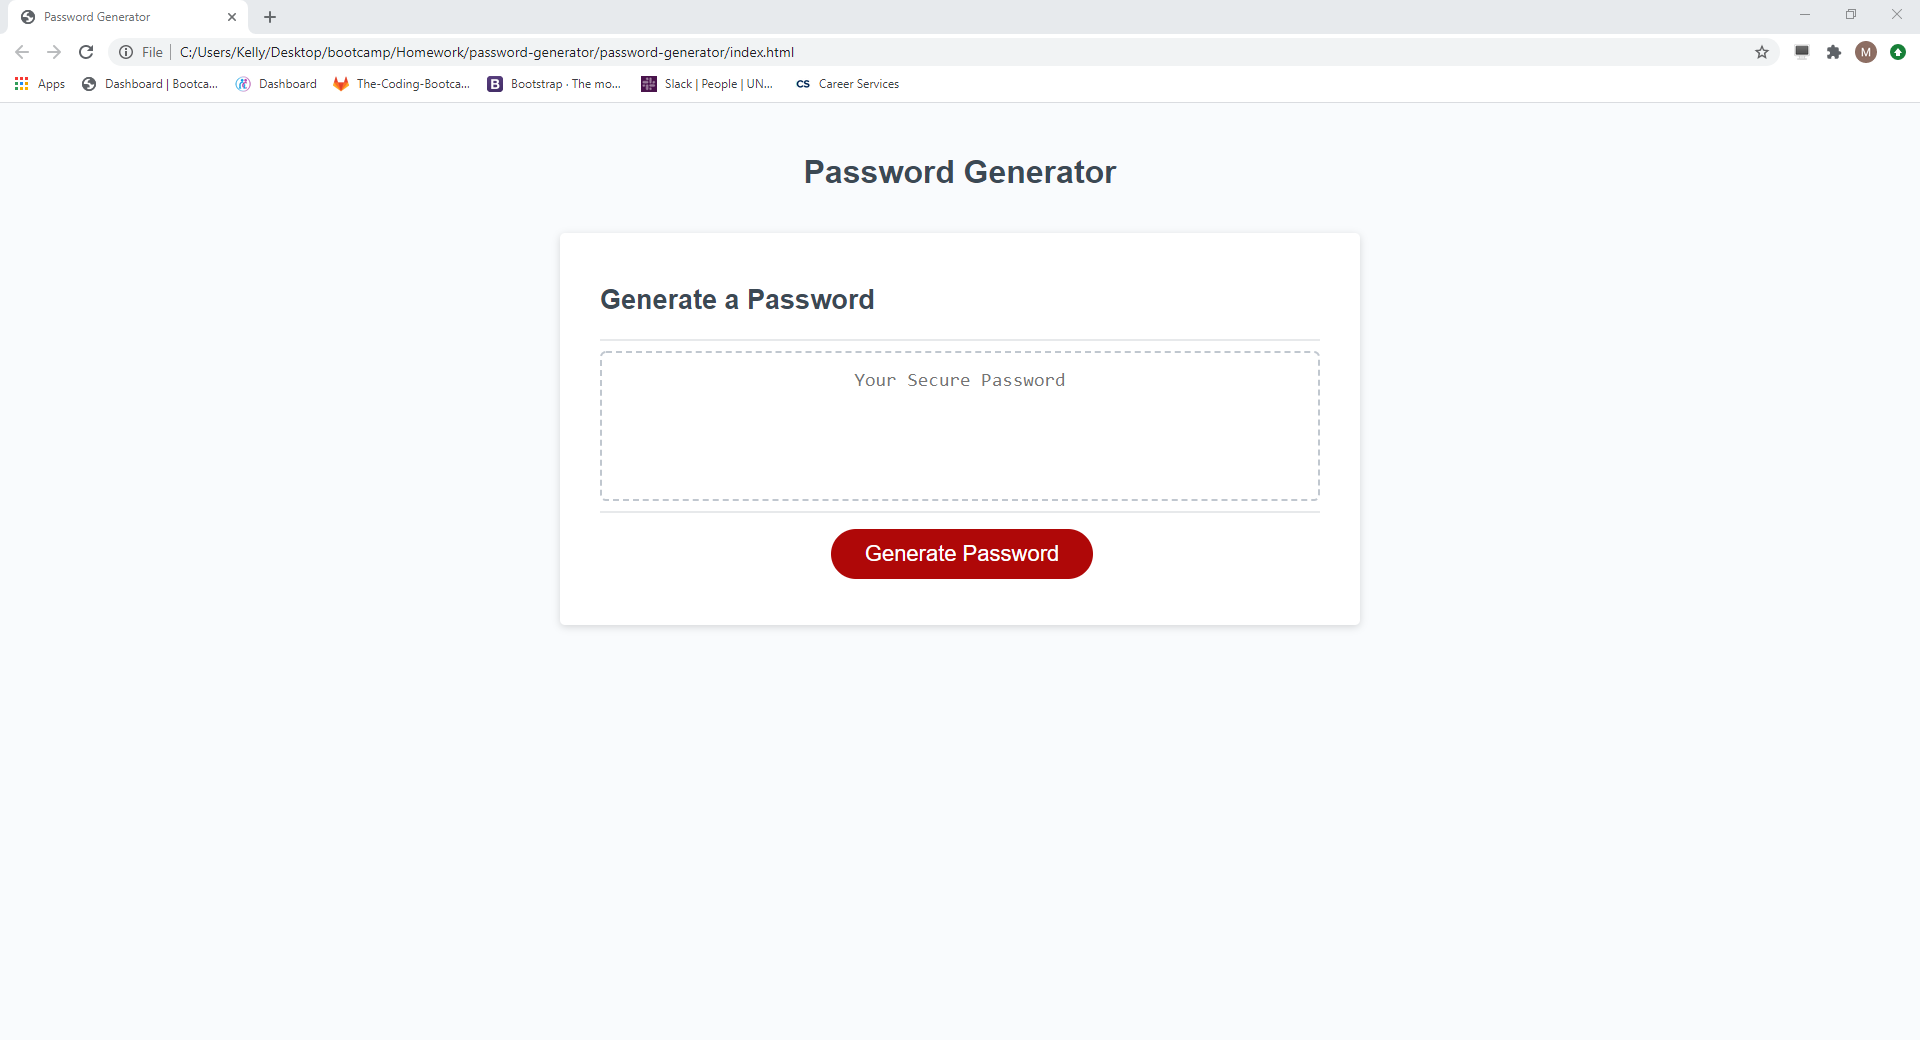 Password Generator
File C:/Users/Kelly/Desktop/bootcamp/Homework/password-generator/password-generator/index.html
M
Apps Dashboard | Bootca... Dashboard The-Coding-Bootca... B Bootstrap · The mo... Slack | People | UN... CS Career Services
Password Generator
Generate a Password
Your Secure Password
Generate Password